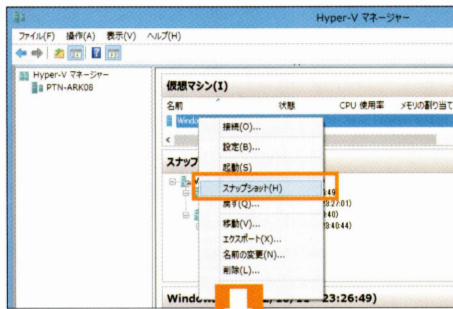 Hyper-V マネージャー
ファイル(F) 操作(A) 表示(V) ヘルプ(H)
Hyper-V マネージャー
PTN-ARK08
仮想マシン(I)
名前 状態 CPU 使用率 メモリの割り当て
Windo
接続(O)...
設定(B)...
起動(S)
スナップ
スナップショット(H)
戻す(Q)...
移動(V)...
エクスポート(X)...
名前の変更(N)...
削除(L)...
Windo 23:26:49)